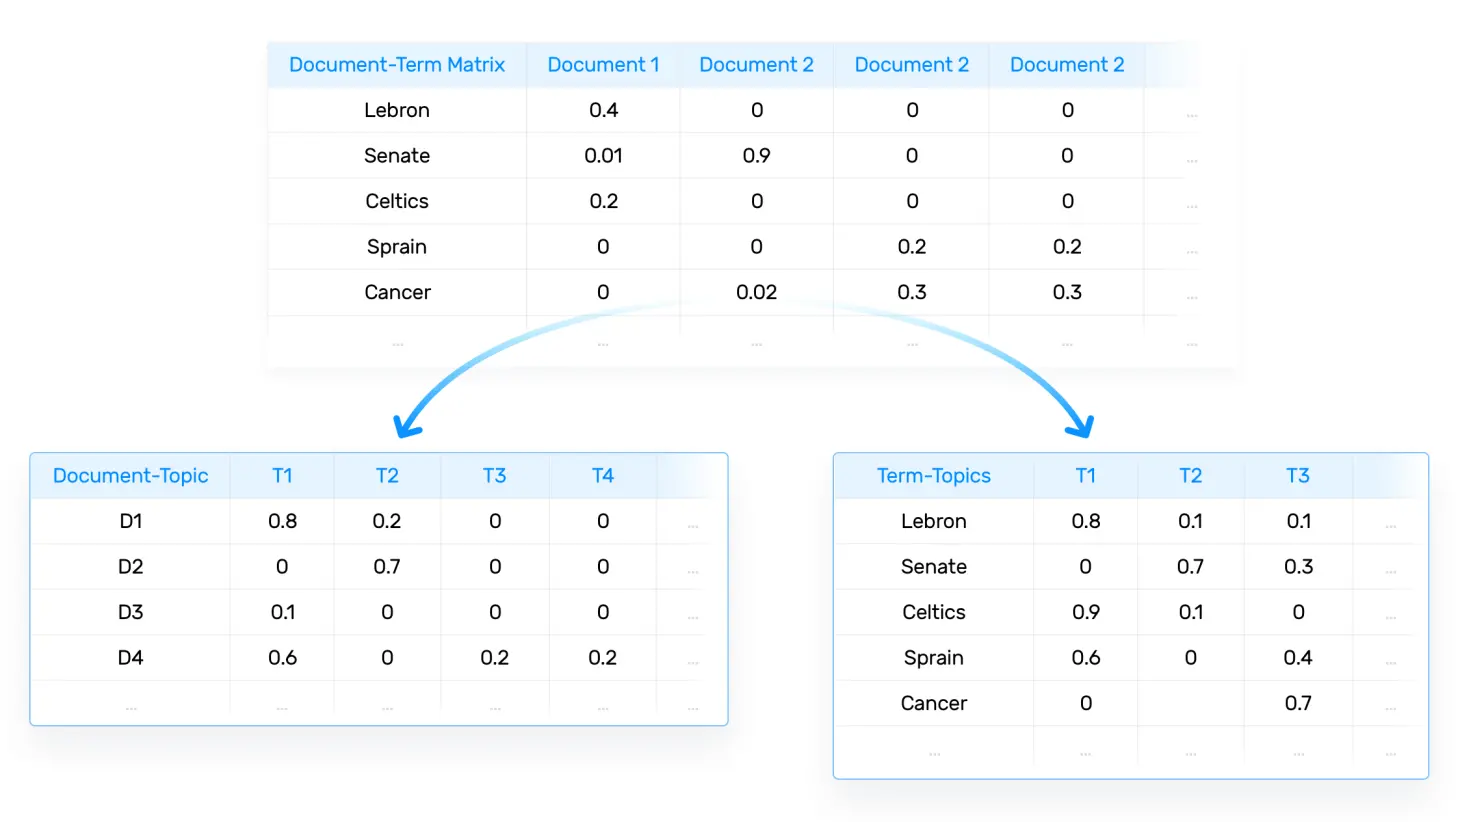 Document-Term Matrix Document 1 Document 2 Document 2 Document 2
Lebron 0.4 0 0 0 ...
Senate 0.01 0.9 0 0 ...
Celtics 0.2 0 0 0 ...
Sprain 0 0 0.2 0.2 ...
Cancer 0 0.02 0.3 0.3 ...
... ... ... ... ... ...
Document-Topic T1 T2 T3 T4
D1 0.8 0.2 0 0 ...
D2 0 0.7 0 0 ...
D3 0.1 0 0 0 ...
D4 0.6 0 0.2 0.2 ...
... ... ... ... ... ...
Term-Topics T1 T2 T3
Lebron 0.8 0.1 0.1 ...
Senate 0 0.7 0.3 ...
Celtics 0.9 0.1 0 ...
Sprain 0.6 0 0.4 ...
Cancer 0 0.7 ...
... ... ... ... ...